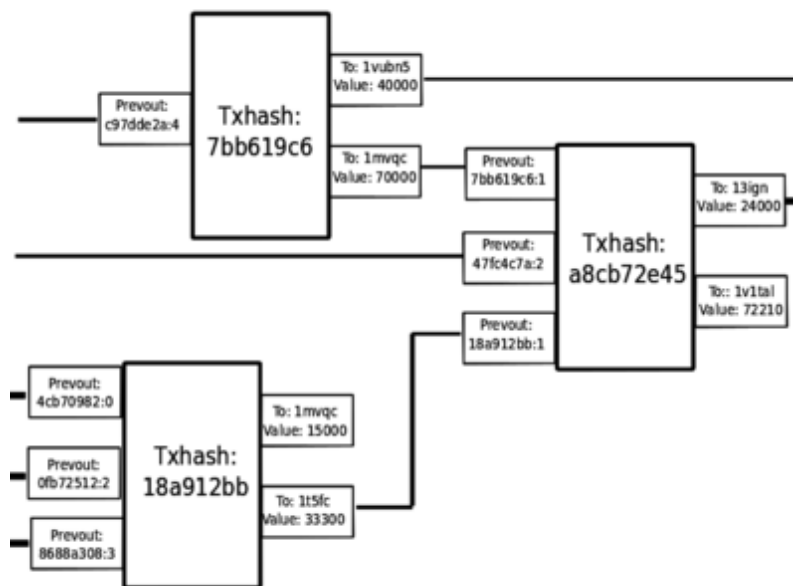 Prevout:
c97dde2a:4
Txhash:
7bb619c6
To: 1vubn5
Value: 40000
To: 1mvqc
Value: 70000
Prevout:
7bb619c6:1
Prevout:
47fc4c7a:2
Prevout:
18a912bb:1
Txhash:
a8cb72e45
To: 13ign
Value: 24000
To:: 1v1tal
Value: 72210
Prevout:
4cb70982:0
Prevout:
0fb72512:2
Prevout:
8688a308:3
Txhash:
18a912bb
To: 1mvqc
Value: 15000
To: 1t5fc
Value: 33300